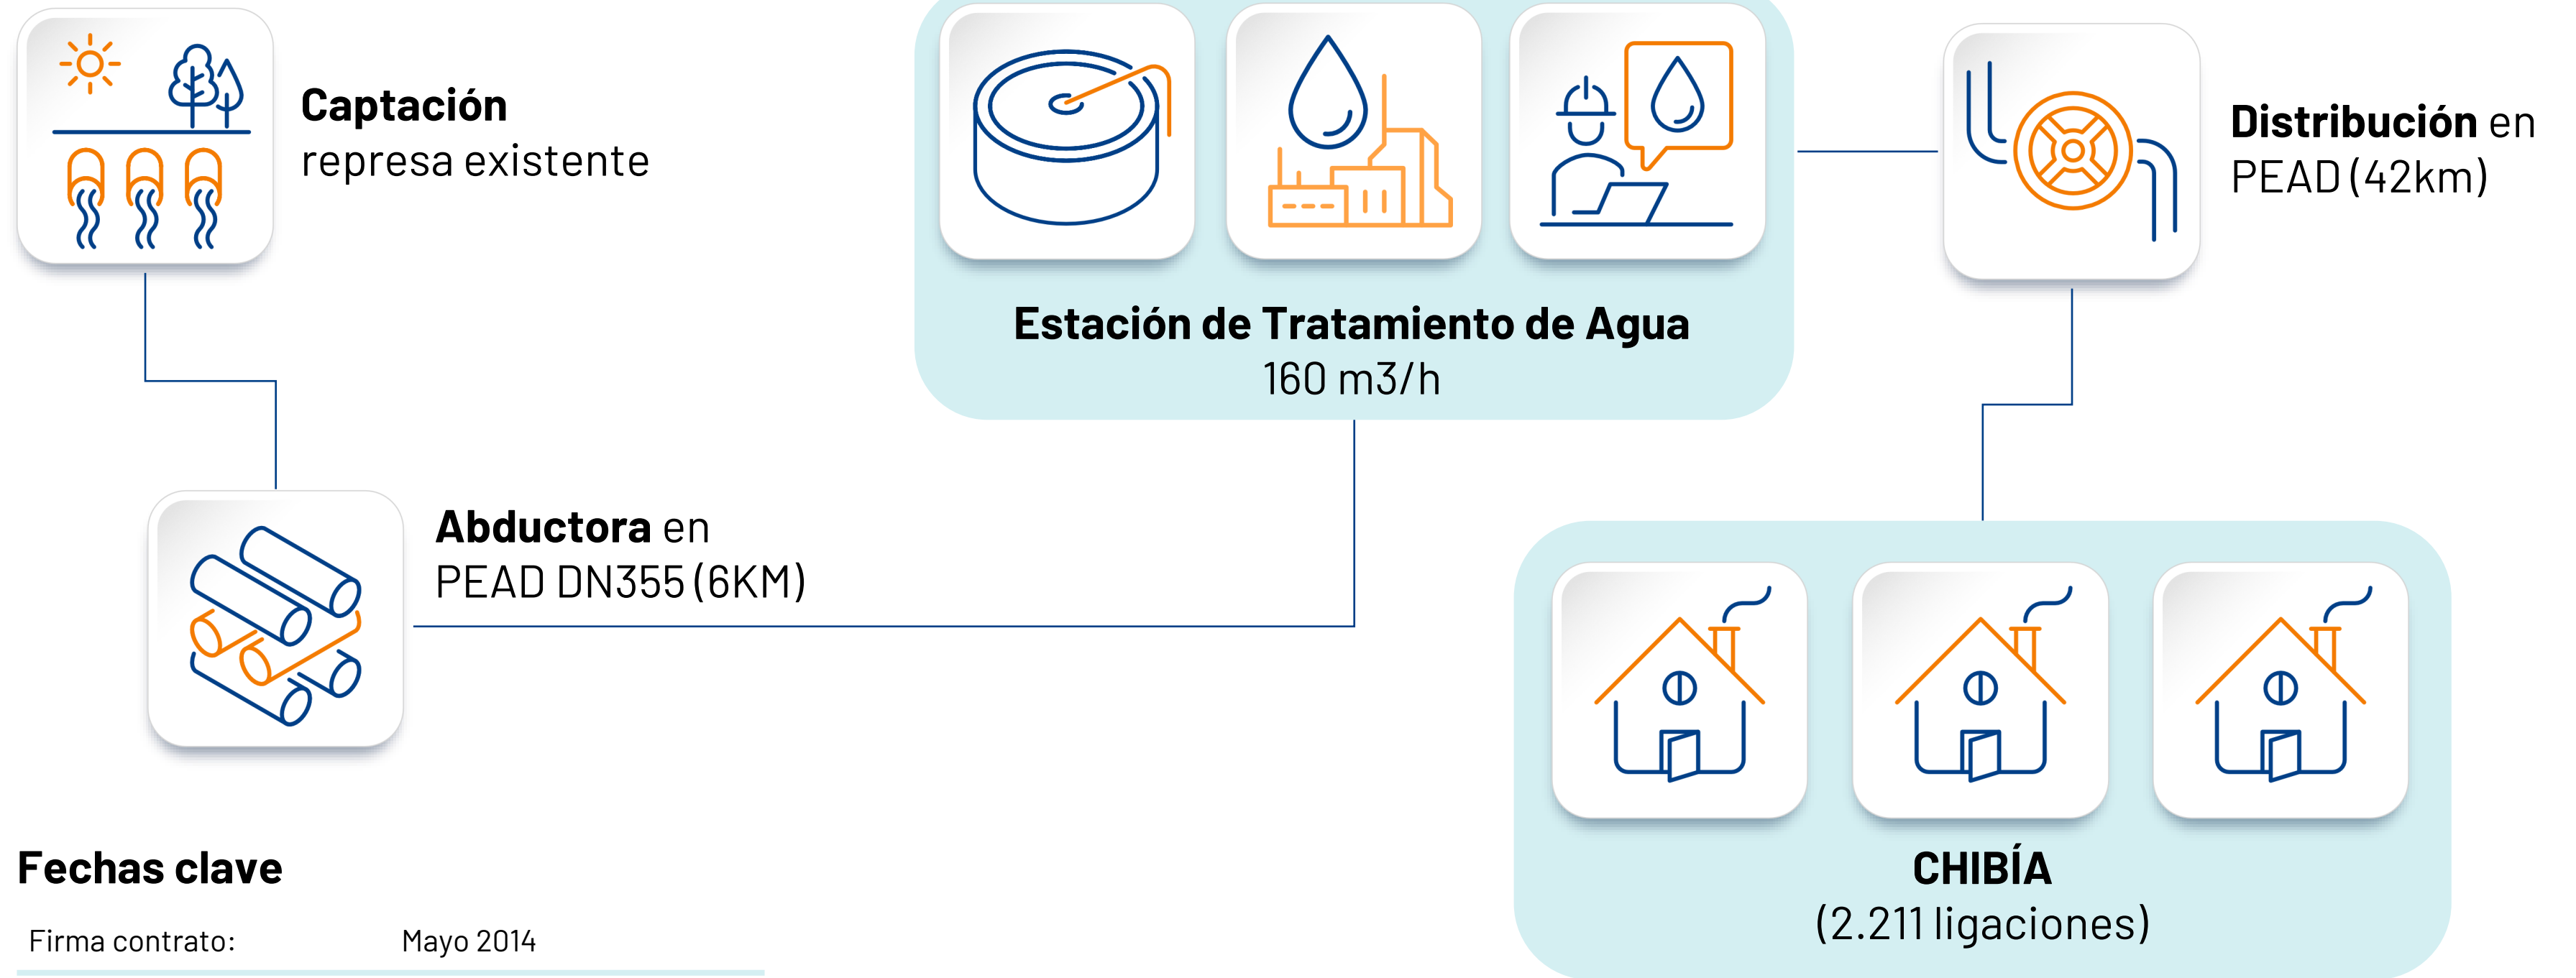 Captación
represa existente
Abductora en
PEAD DN355 (6KM)
Estación de Tratamiento de Agua
160 m3/h
Distribución en
PEAD (42km)
CHIBÍA
(2.211 ligaciones)
Fechas clave
Firma contrato: Mayo 2014